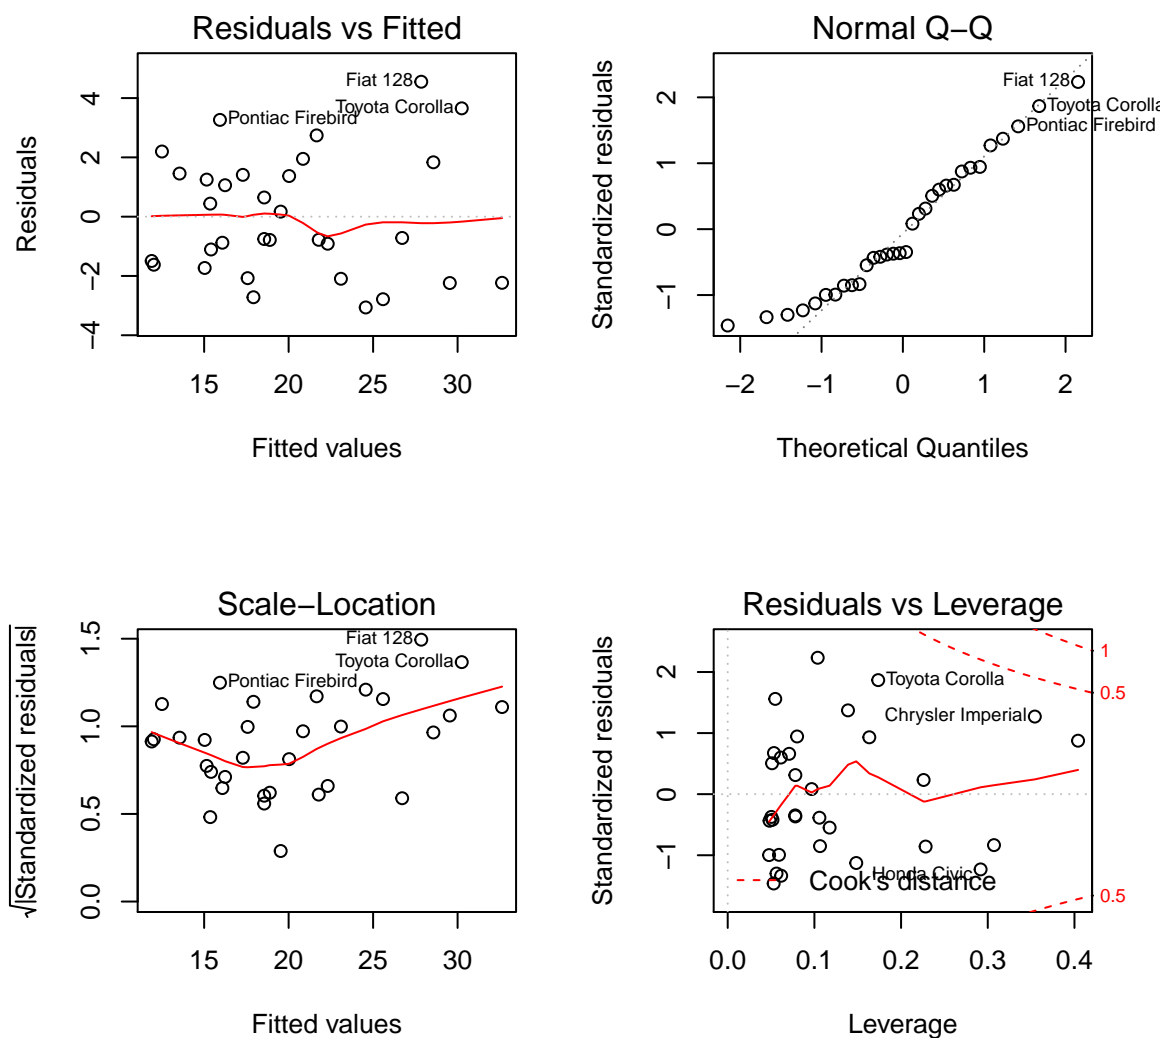 Residuals vs Fitted
Residuals
4
2
0
−2
−4
Fiat 128
Toyota Corolla
Pontiac Firebird
15 20 25 30
Fitted values
Normal Q−Q
Standardized residuals
2
1
0
−1
Fiat 128
Toyota Corolla
Pontiac Firebird
−2 −1 0 1 2
Theoretical Quantiles
Scale−Location
√|Standardized residuals|
1.5
1.0
0.5
0.0
Fiat 128
Toyota Corolla
Pontiac Firebird
15 20 25 30
Fitted values
Residuals vs Leverage
Standardized residuals
2
1
0
−1
Toyota Corolla
Chrysler Imperial
Honda Civic
Cook's distance
1
0.5
0.5
0.0 0.1 0.2 0.3 0.4
Leverage